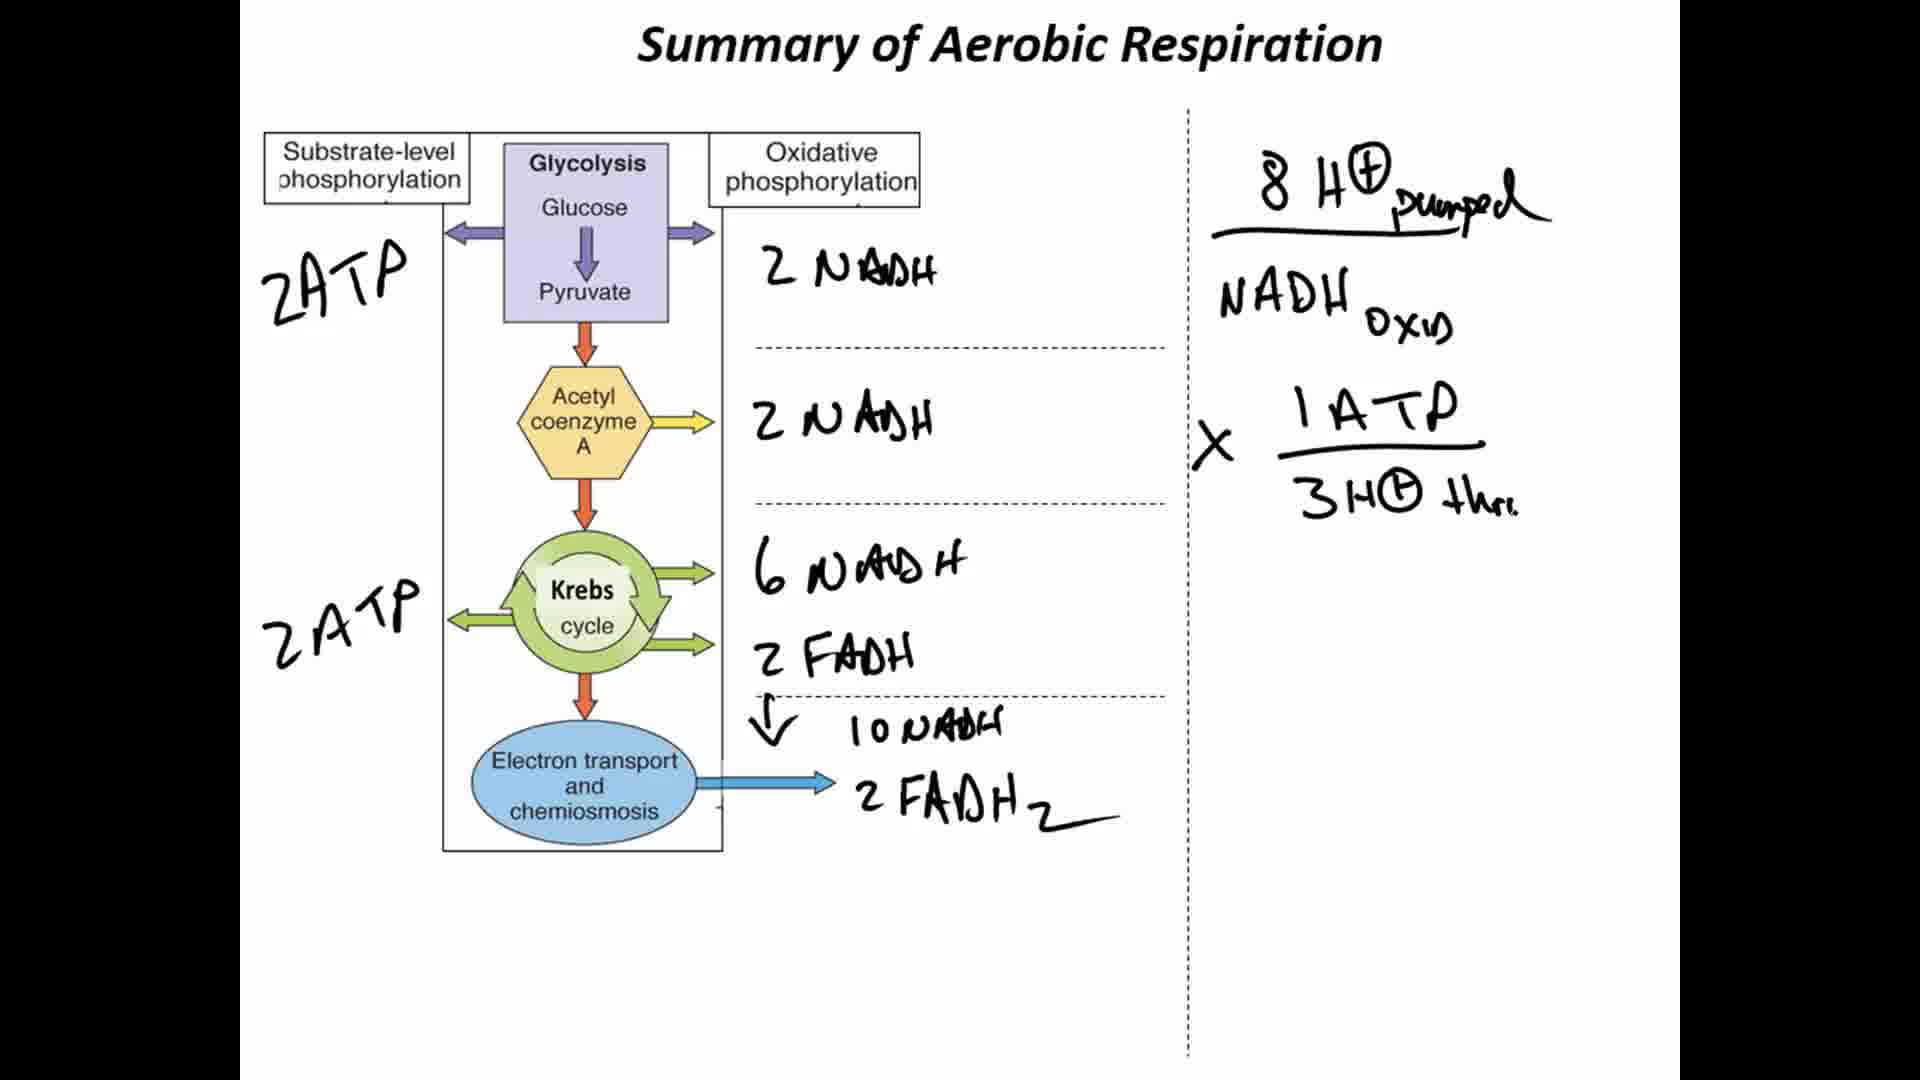 Summary of Aerobic Respiration
Substrate-level
phosphorylation
Glycolysis
Glucose
Pyruvate
Oxidative
phosphorylation
2ATP
2 NADH
Acetyl
coenzyme
A
2 NADH
Krebs
cycle
2ATP
6 NADH
2 FADH
10 NADH
2 FADH2
Electron transport
and
chemiosmosis
8 H+ pumped
NADH OXID
X 1 ATP
3H+ thru